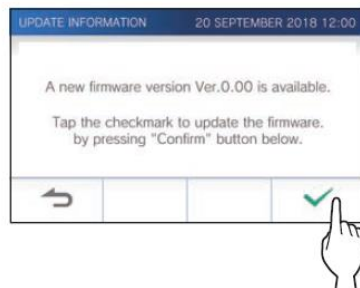 UPDATE INFORMATION 20 SEPTEMBER 2018 12:00
A new firmware version Ver.0.00 is available.
Tap the checkmark to update the firmware.
by pressing "Confirm" button below.